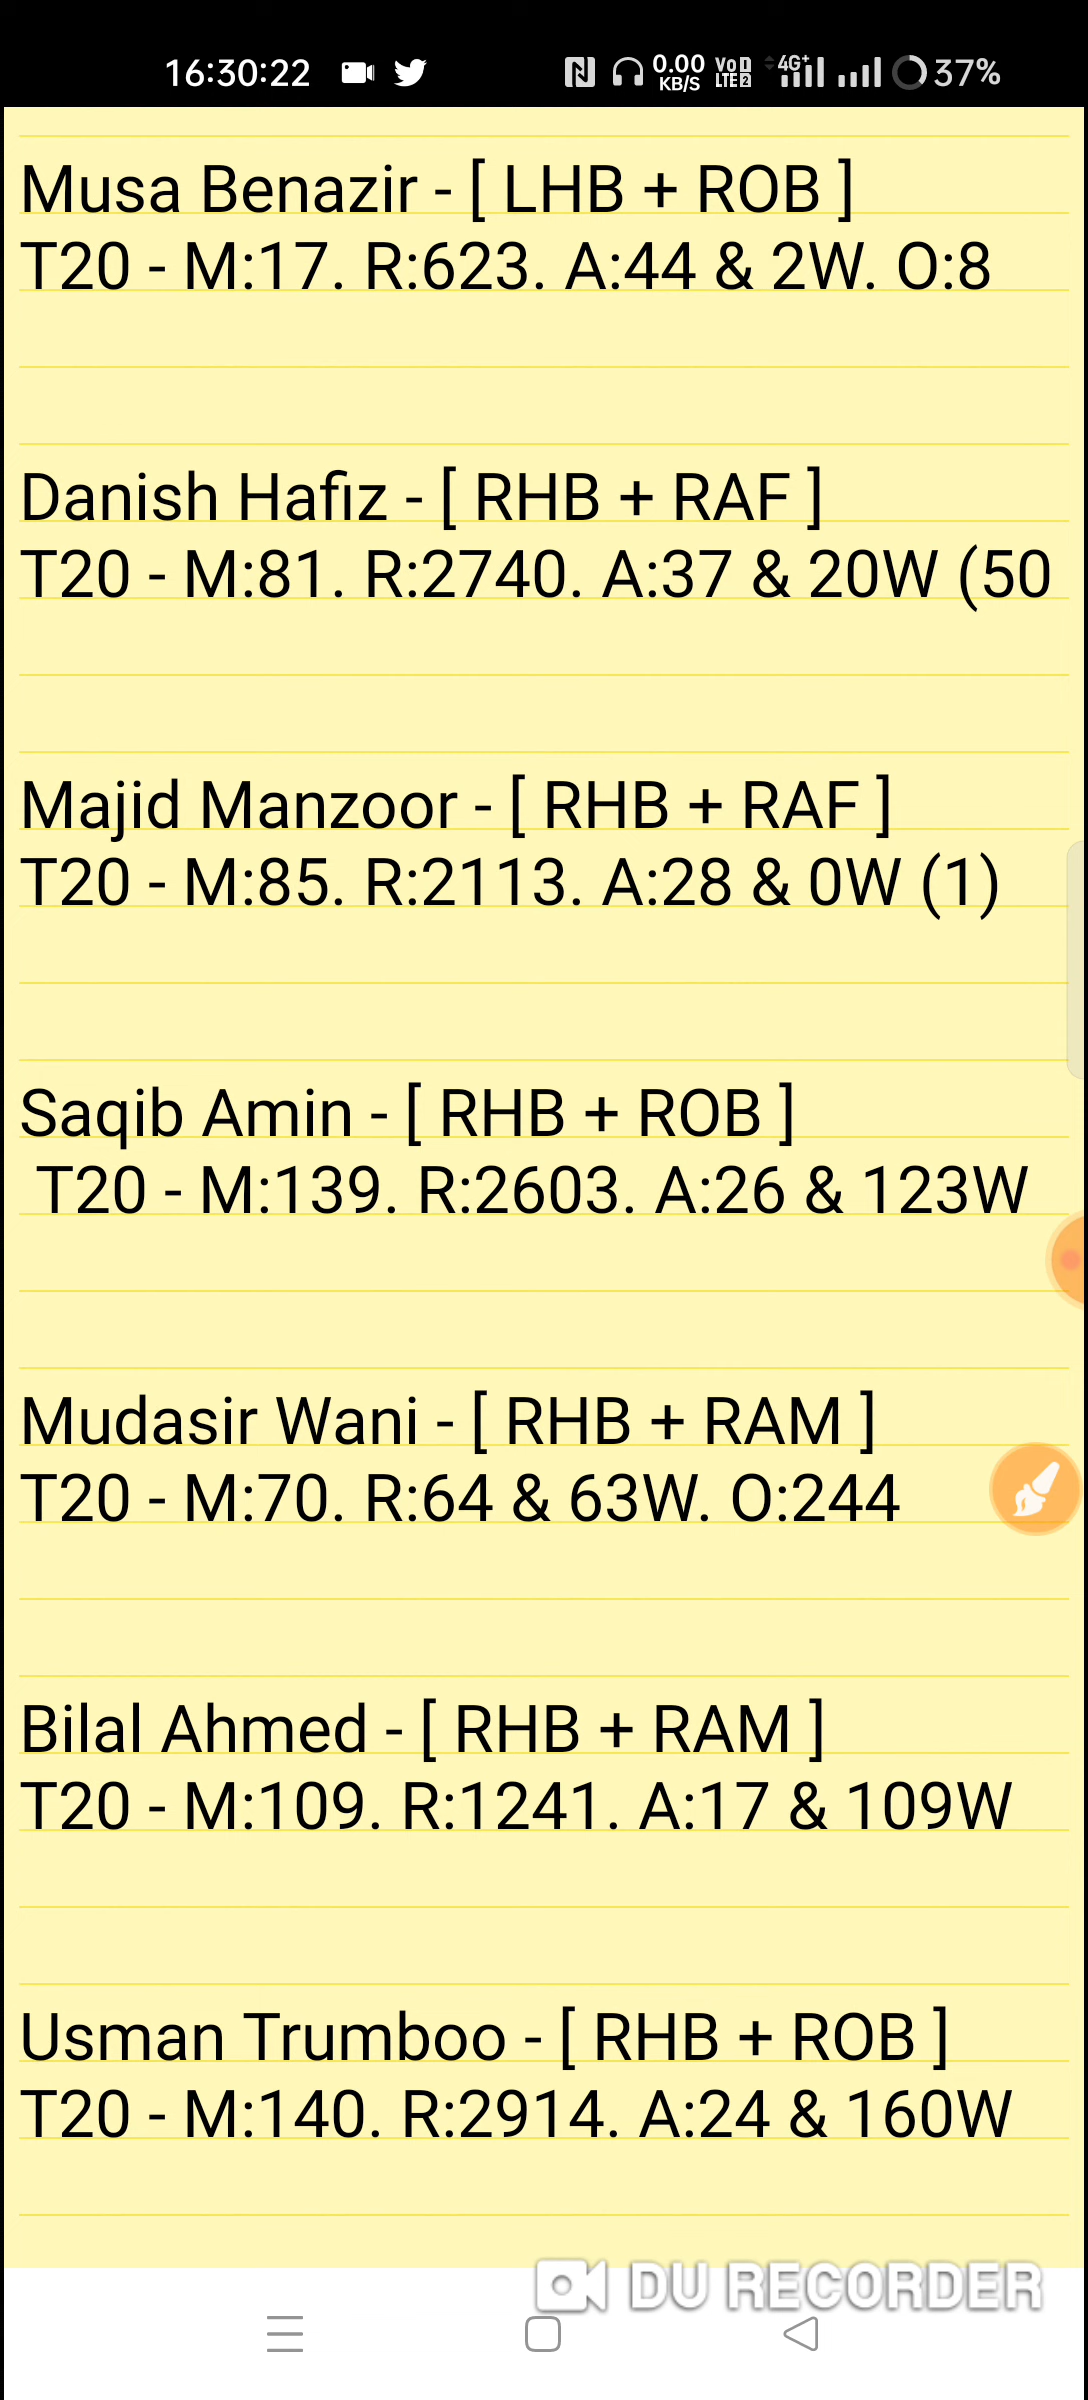 16:30:22 0.00 KB/S VoD LTE 2 4G+ 37%
Musa Benazir - [ LHB + ROB ]
T20 - M:17. R:623. A:44 & 2W. O:8
Danish Hafiz - [ RHB + RAF ]
T20 - M:81. R:2740. A:37 & 20W (50
Majid Manzoor - [ RHB + RAF ]
T20 - M:85. R:2113. A:28 & 0W (1)
Saqib Amin - [ RHB + ROB ]
T20 - M:139. R:2603. A:26 & 123W
Mudasir Wani - [ RHB + RAM ]
T20 - M:70. R:64 & 63W. O:244
Bilal Ahmed - [ RHB + RAM ]
T20 - M:109. R:1241. A:17 & 109W
Usman Trumboo - [ RHB + ROB ]
T20 - M:140. R:2914. A:24 & 160W
DU RECORDER